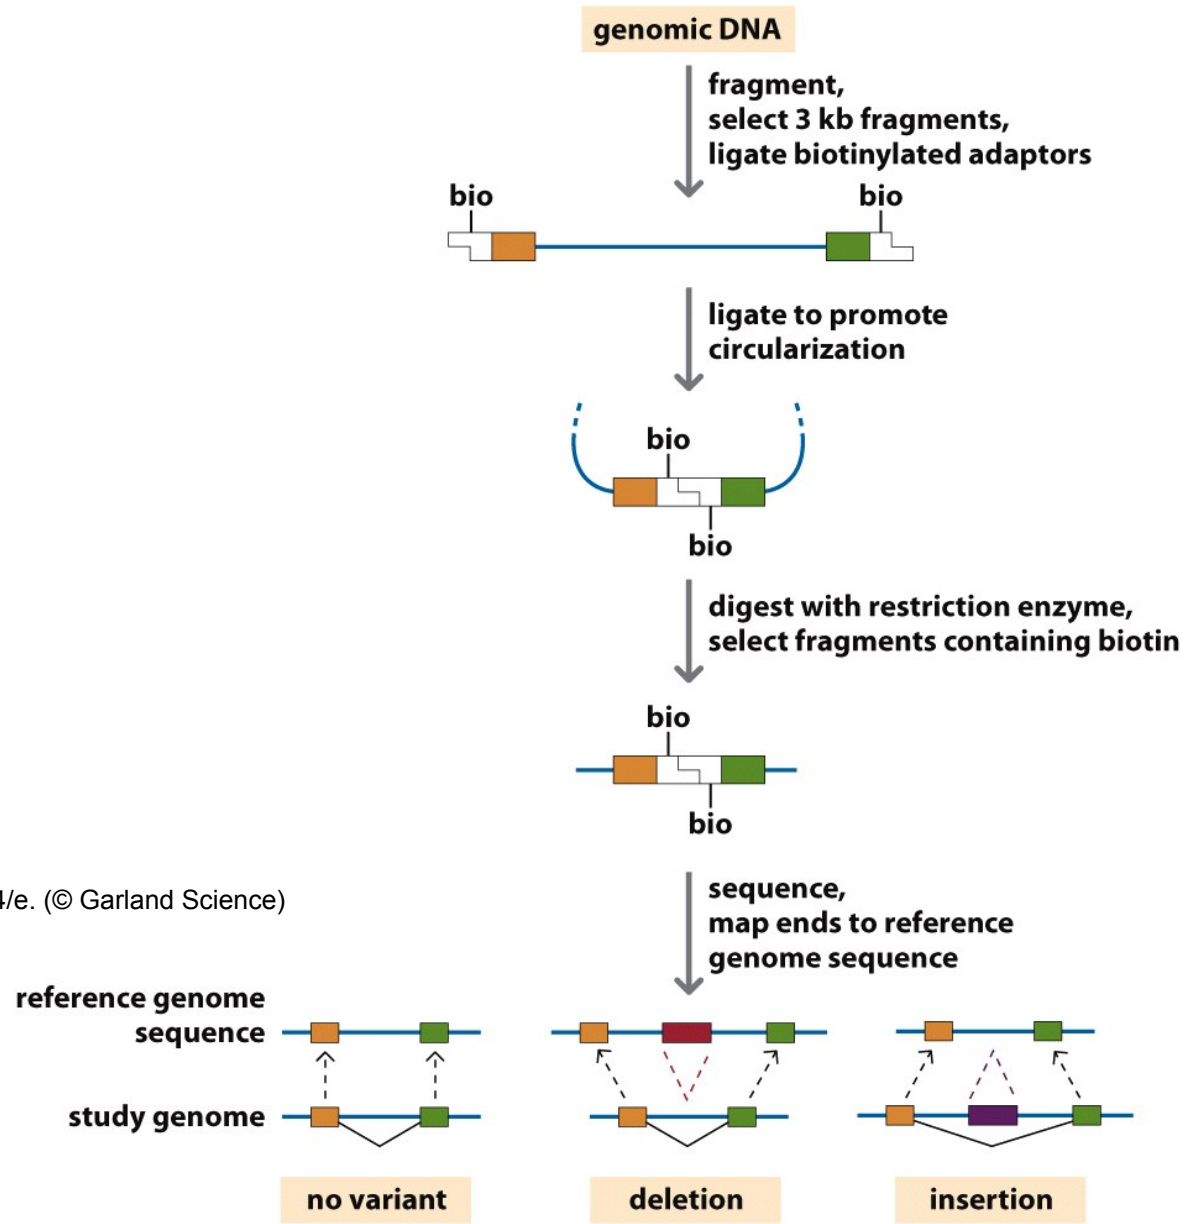 genomic DNA
fragment,
select 3 kb fragments,
ligate biotinylated adaptors
bio
bio
ligate to promote
circularization
bio
bio
digest with restriction enzyme,
select fragments containing biotin
bio
bio
4/e. (© Garland Science)
sequence,
map ends to reference
genome sequence
reference genome
sequence
study genome
no variant
deletion
insertion